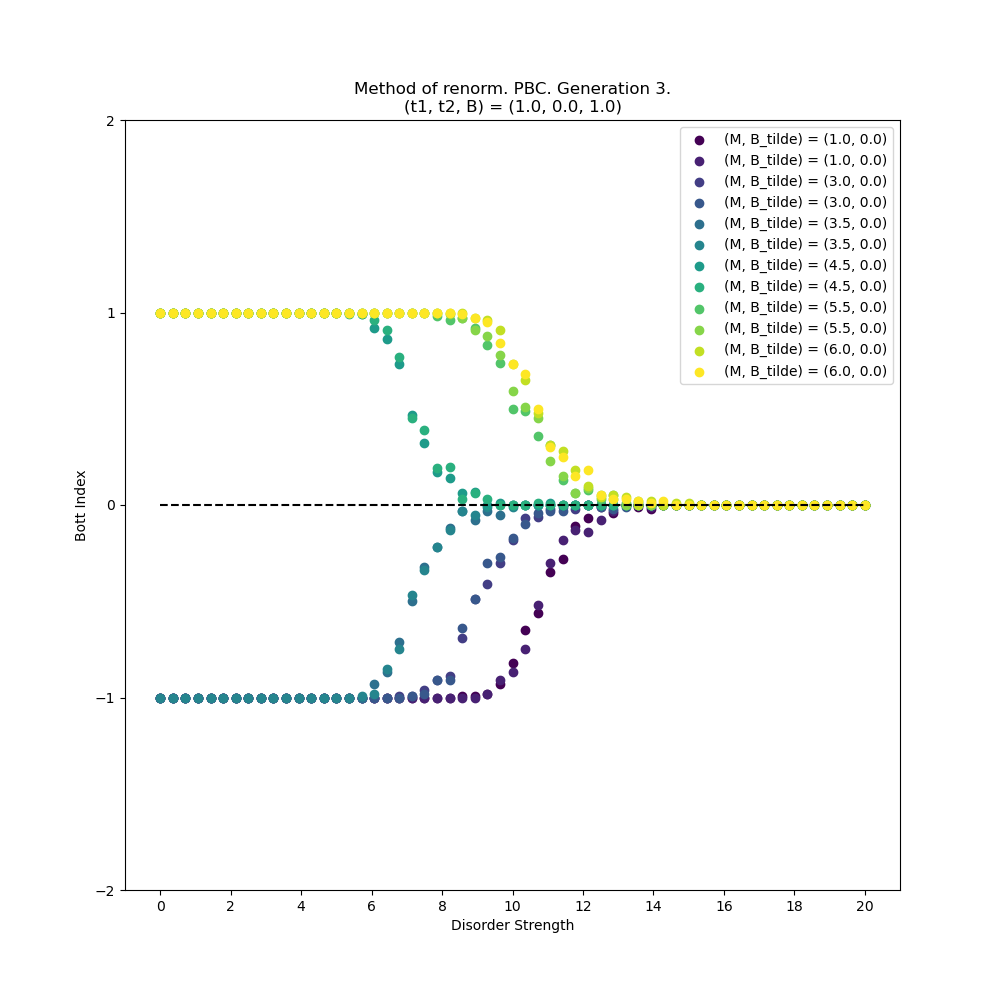 Method of renorm. PBC. Generation 3.
(t1, t2, B) = (1.0, 0.0, 1.0)
2
1
0
−1
−2
Bott Index
0 2 4 6 8 10 12 14 16 18 20
Disorder Strength
(M, B_tilde) = (1.0, 0.0)
(M, B_tilde) = (1.0, 0.0)
(M, B_tilde) = (3.0, 0.0)
(M, B_tilde) = (3.0, 0.0)
(M, B_tilde) = (3.5, 0.0)
(M, B_tilde) = (3.5, 0.0)
(M, B_tilde) = (4.5, 0.0)
(M, B_tilde) = (4.5, 0.0)
(M, B_tilde) = (5.5, 0.0)
(M, B_tilde) = (5.5, 0.0)
(M, B_tilde) = (6.0, 0.0)
(M, B_tilde) = (6.0, 0.0)